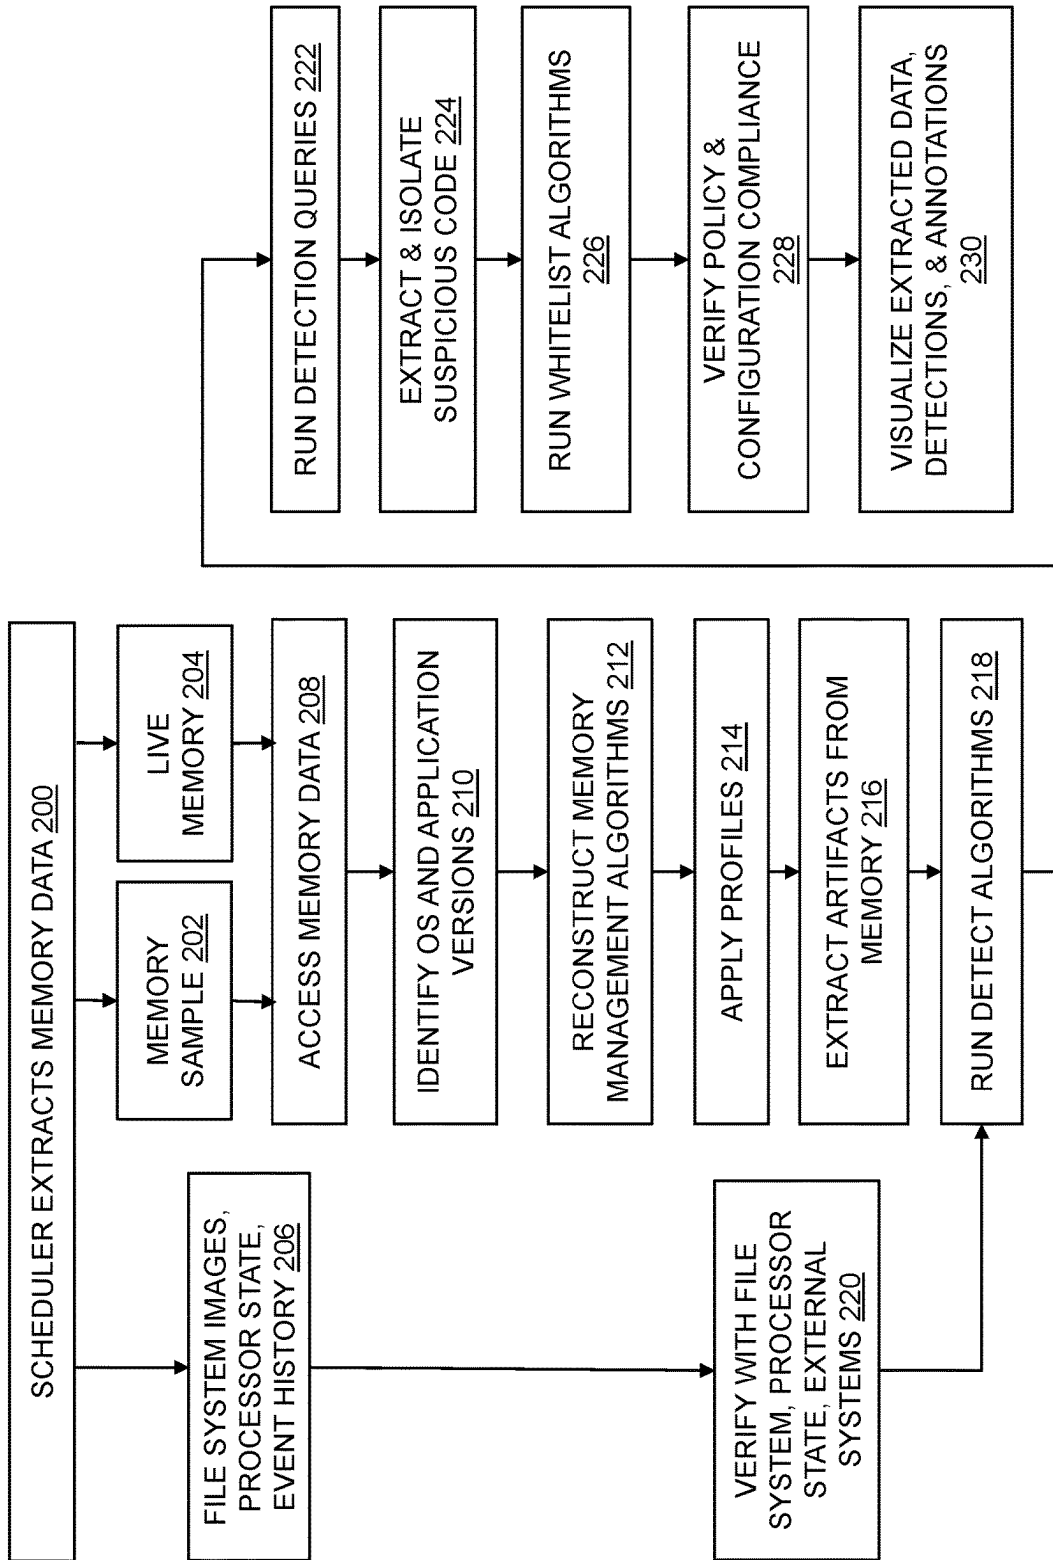 SCHEDULER EXTRACTS MEMORY DATA 200
FILE SYSTEM IMAGES,
PROCESSOR STATE,
EVENT HISTORY 206
MEMORY
SAMPLE 202
LIVE
MEMORY 204
ACCESS MEMORY DATA 208
IDENTIFY OS AND APPLICATION
VERSIONS 210
RECONSTRUCT MEMORY
MANAGEMENT ALGORITHMS 212
APPLY PROFILES 214
EXTRACT ARTIFACTS FROM
MEMORY 216
VERIFY WITH FILE
SYSTEM, PROCESSOR
STATE, EXTERNAL
SYSTEMS 220
RUN DETECT ALGORITHMS 218
RUN DETECTION QUERIES 222
EXTRACT & ISOLATE
SUSPICIOUS CODE 224
RUN WHITELIST ALGORITHMS
226
VERIFY POLICY &
CONFIGURATION COMPLIANCE
228
VISUALIZE EXTRACTED DATA,
DETECTIONS, & ANNOTATIONS
230